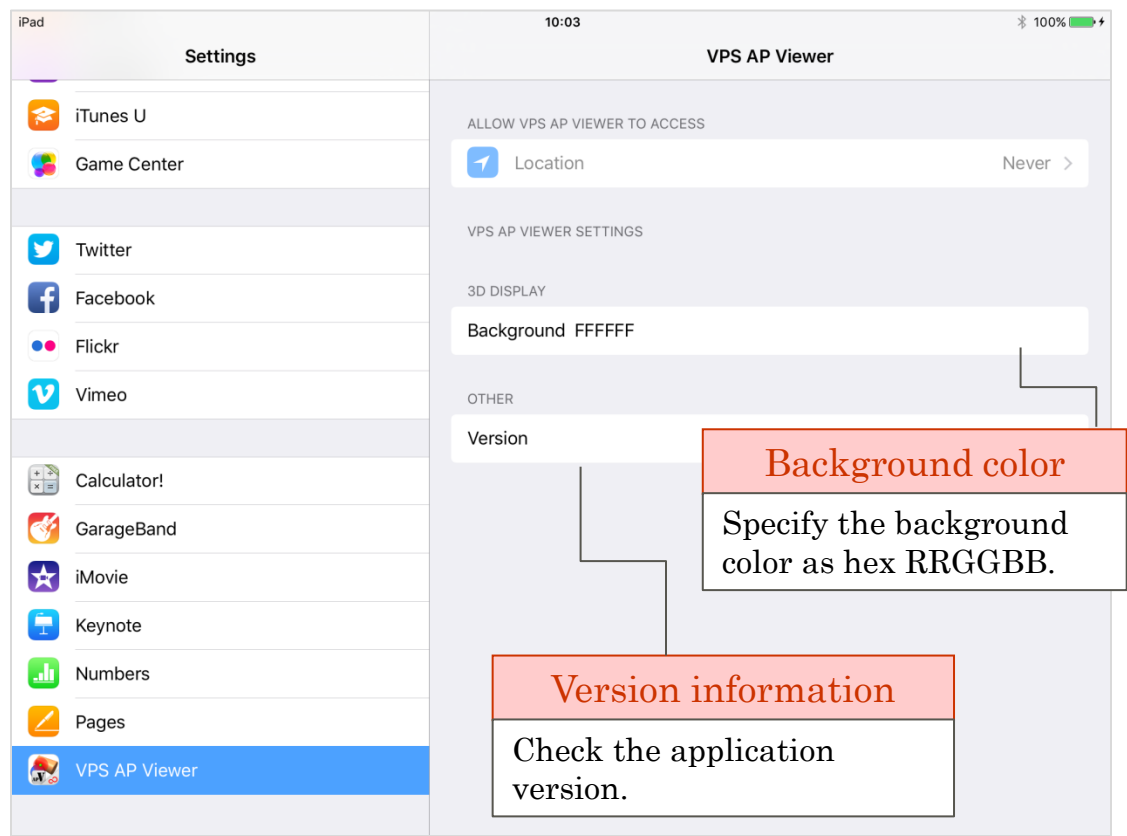 iPad
10:03
100%
Settings
VPS AP Viewer
iTunes U
Game Center
Twitter
Facebook
Flickr
Vimeo
Calculator!
GarageBand
iMovie
Keynote
Numbers
Pages
VPS AP Viewer
ALLOW VPS AP VIEWER TO ACCESS
Location Never >
VPS AP VIEWER SETTINGS
3D DISPLAY
Background FFFFFF
OTHER
Version
Background color
Specify the background
color as hex RRGGBB.
Version information
Check the application
version.